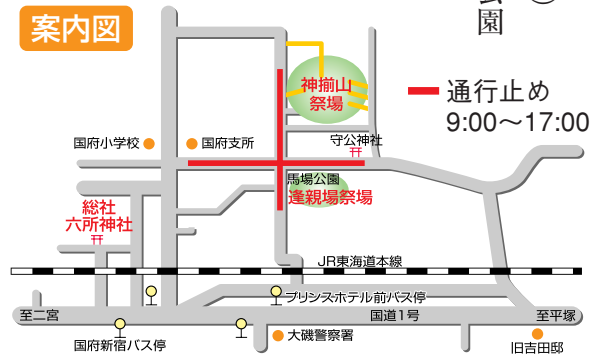 案内図
園
通行止め
9:00〜17:00
神揃山
祭場
国府小学校
国府支所
守公神社
馬場公園
逢親場祭場
総社
六所神社
JR東海道本線
プリンスホテル前バス停
至二宮
国道1号
至平塚
国府新宿バス停
大磯警察署
旧吉田邸